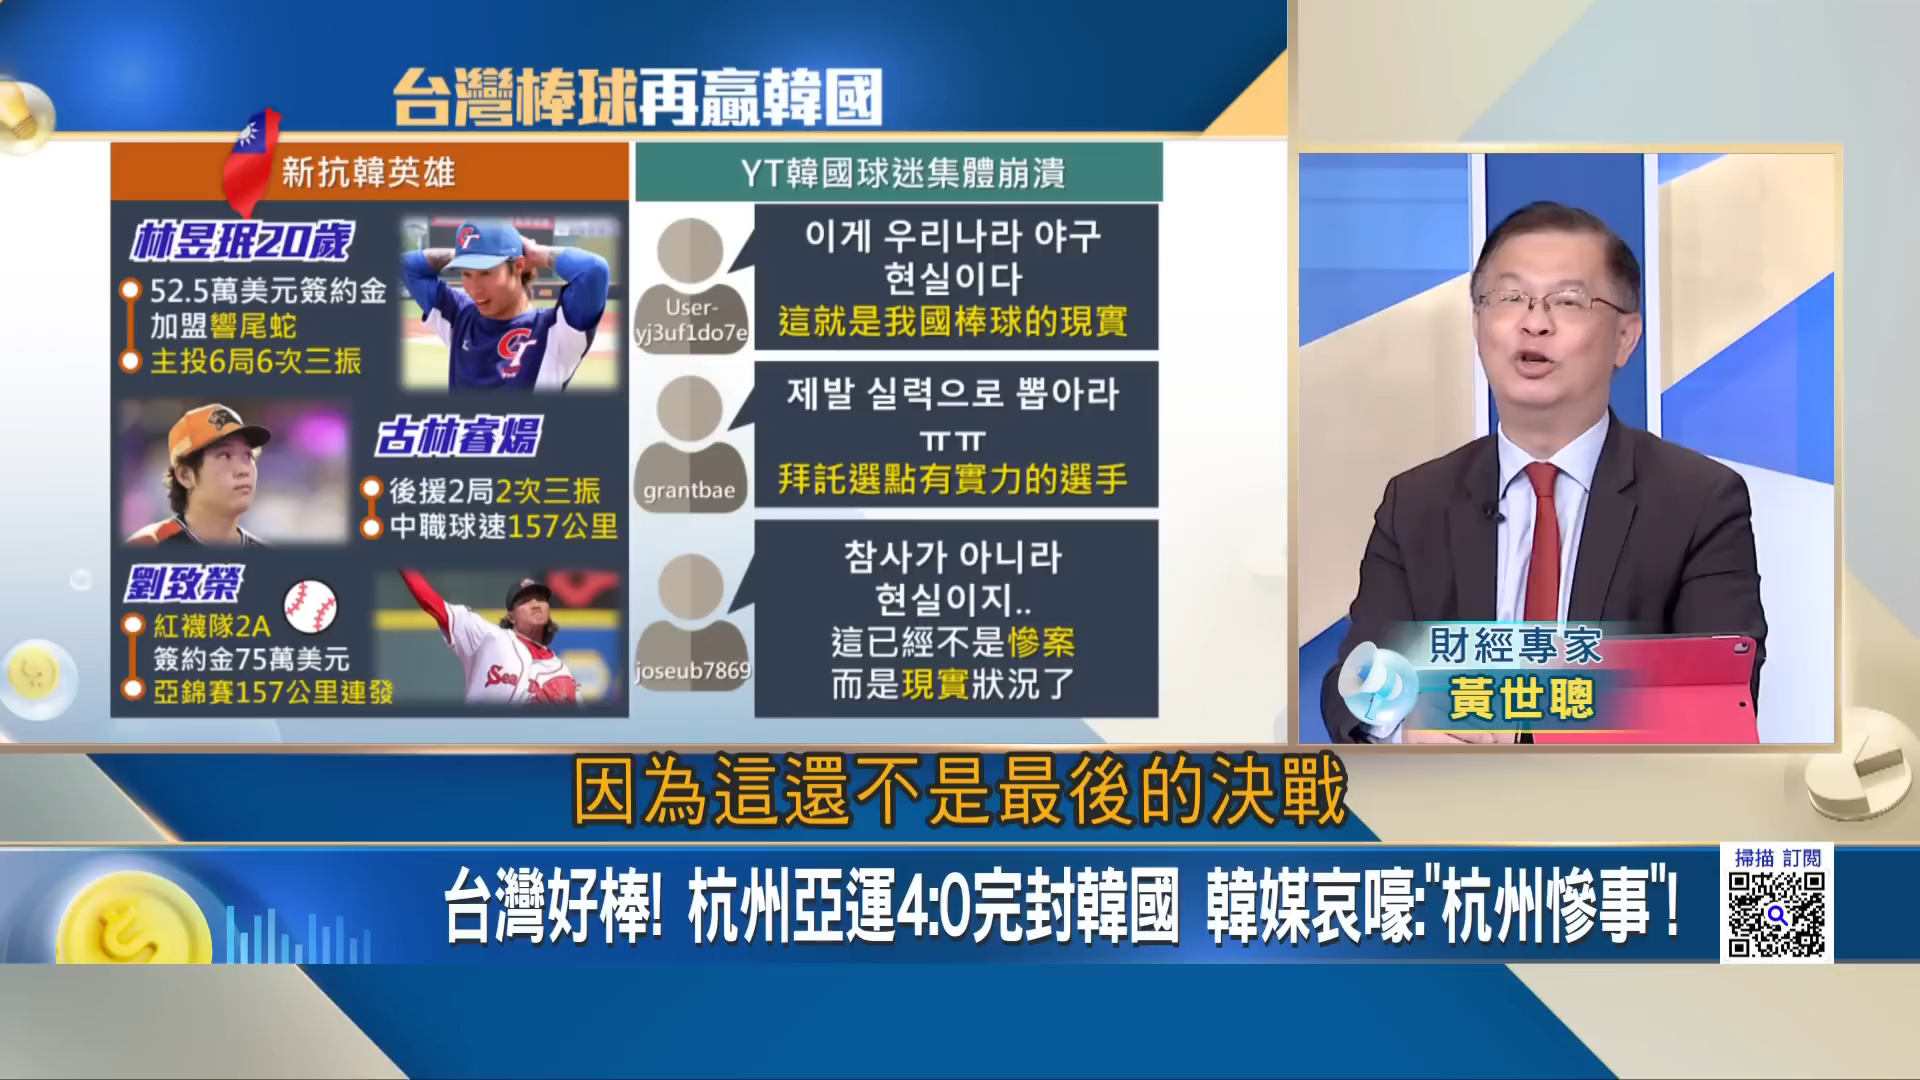 台灣棒球再贏韓國
新抗韓英雄
林昱珉20歲
52.5萬美元簽約金
加盟響尾蛇
主投6局6次三振
CT
CT
古林睿煬
後援2局2次三振
中職球速157公里
劉致榮
紅襪隊2A
簽約金75萬美元
亞錦賽157公里連發
YT韓國球迷集體崩潰
User-
yj3uf1do7e
이게 우리나라 야구
현실이다
這就是我國棒球的現實
grantbae
제발 실력으로 뽑아라
ㅠㅠ
拜託選點有實力的選手
joseub7869
참사가 아니라
현실이지..
這已經不是慘案
而是現實狀況了
財經專家
黃世聰
因為這還不是最後的決戰
台灣好棒! 杭州亞運4:0完封韓國 韓媒哀嚎:"杭州慘事"!
掃描 訂閱